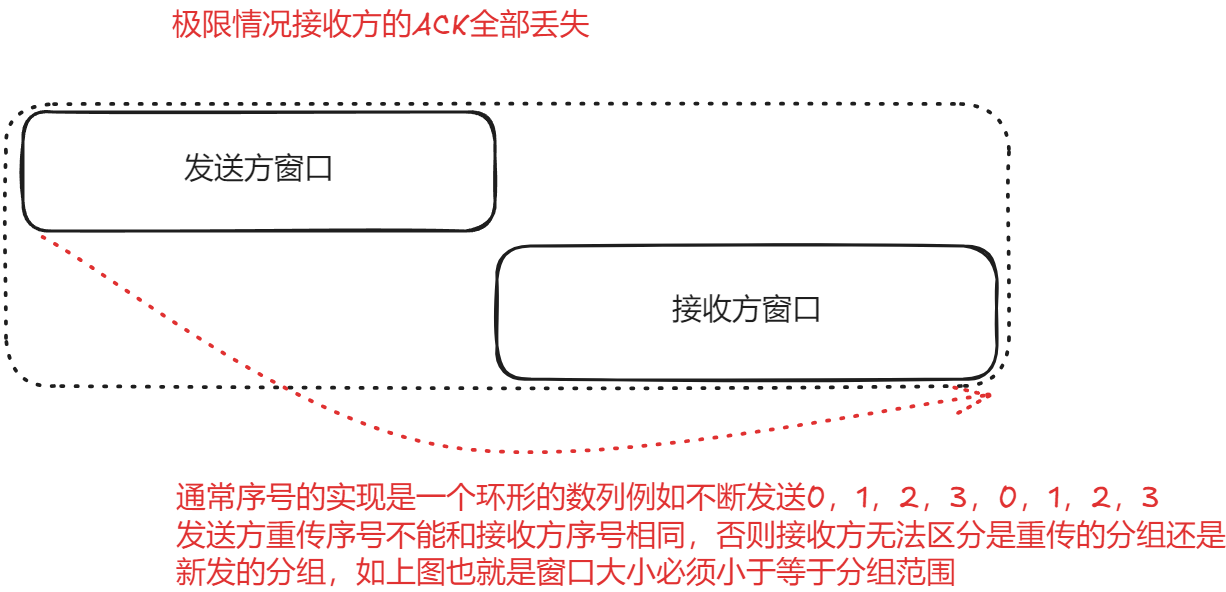 极限情况接收方的ACK全部丢失
发送方窗口
接收方窗口
通常序号的实现是一个环形的数列例如不断发送0，1，2，3，0，1，2，3
发送方重传序号不能和接收方序号相同，否则接收方无法区分是重传的分组还是
新发的分组，如上图也就是窗口大小必须小于等于分组范围